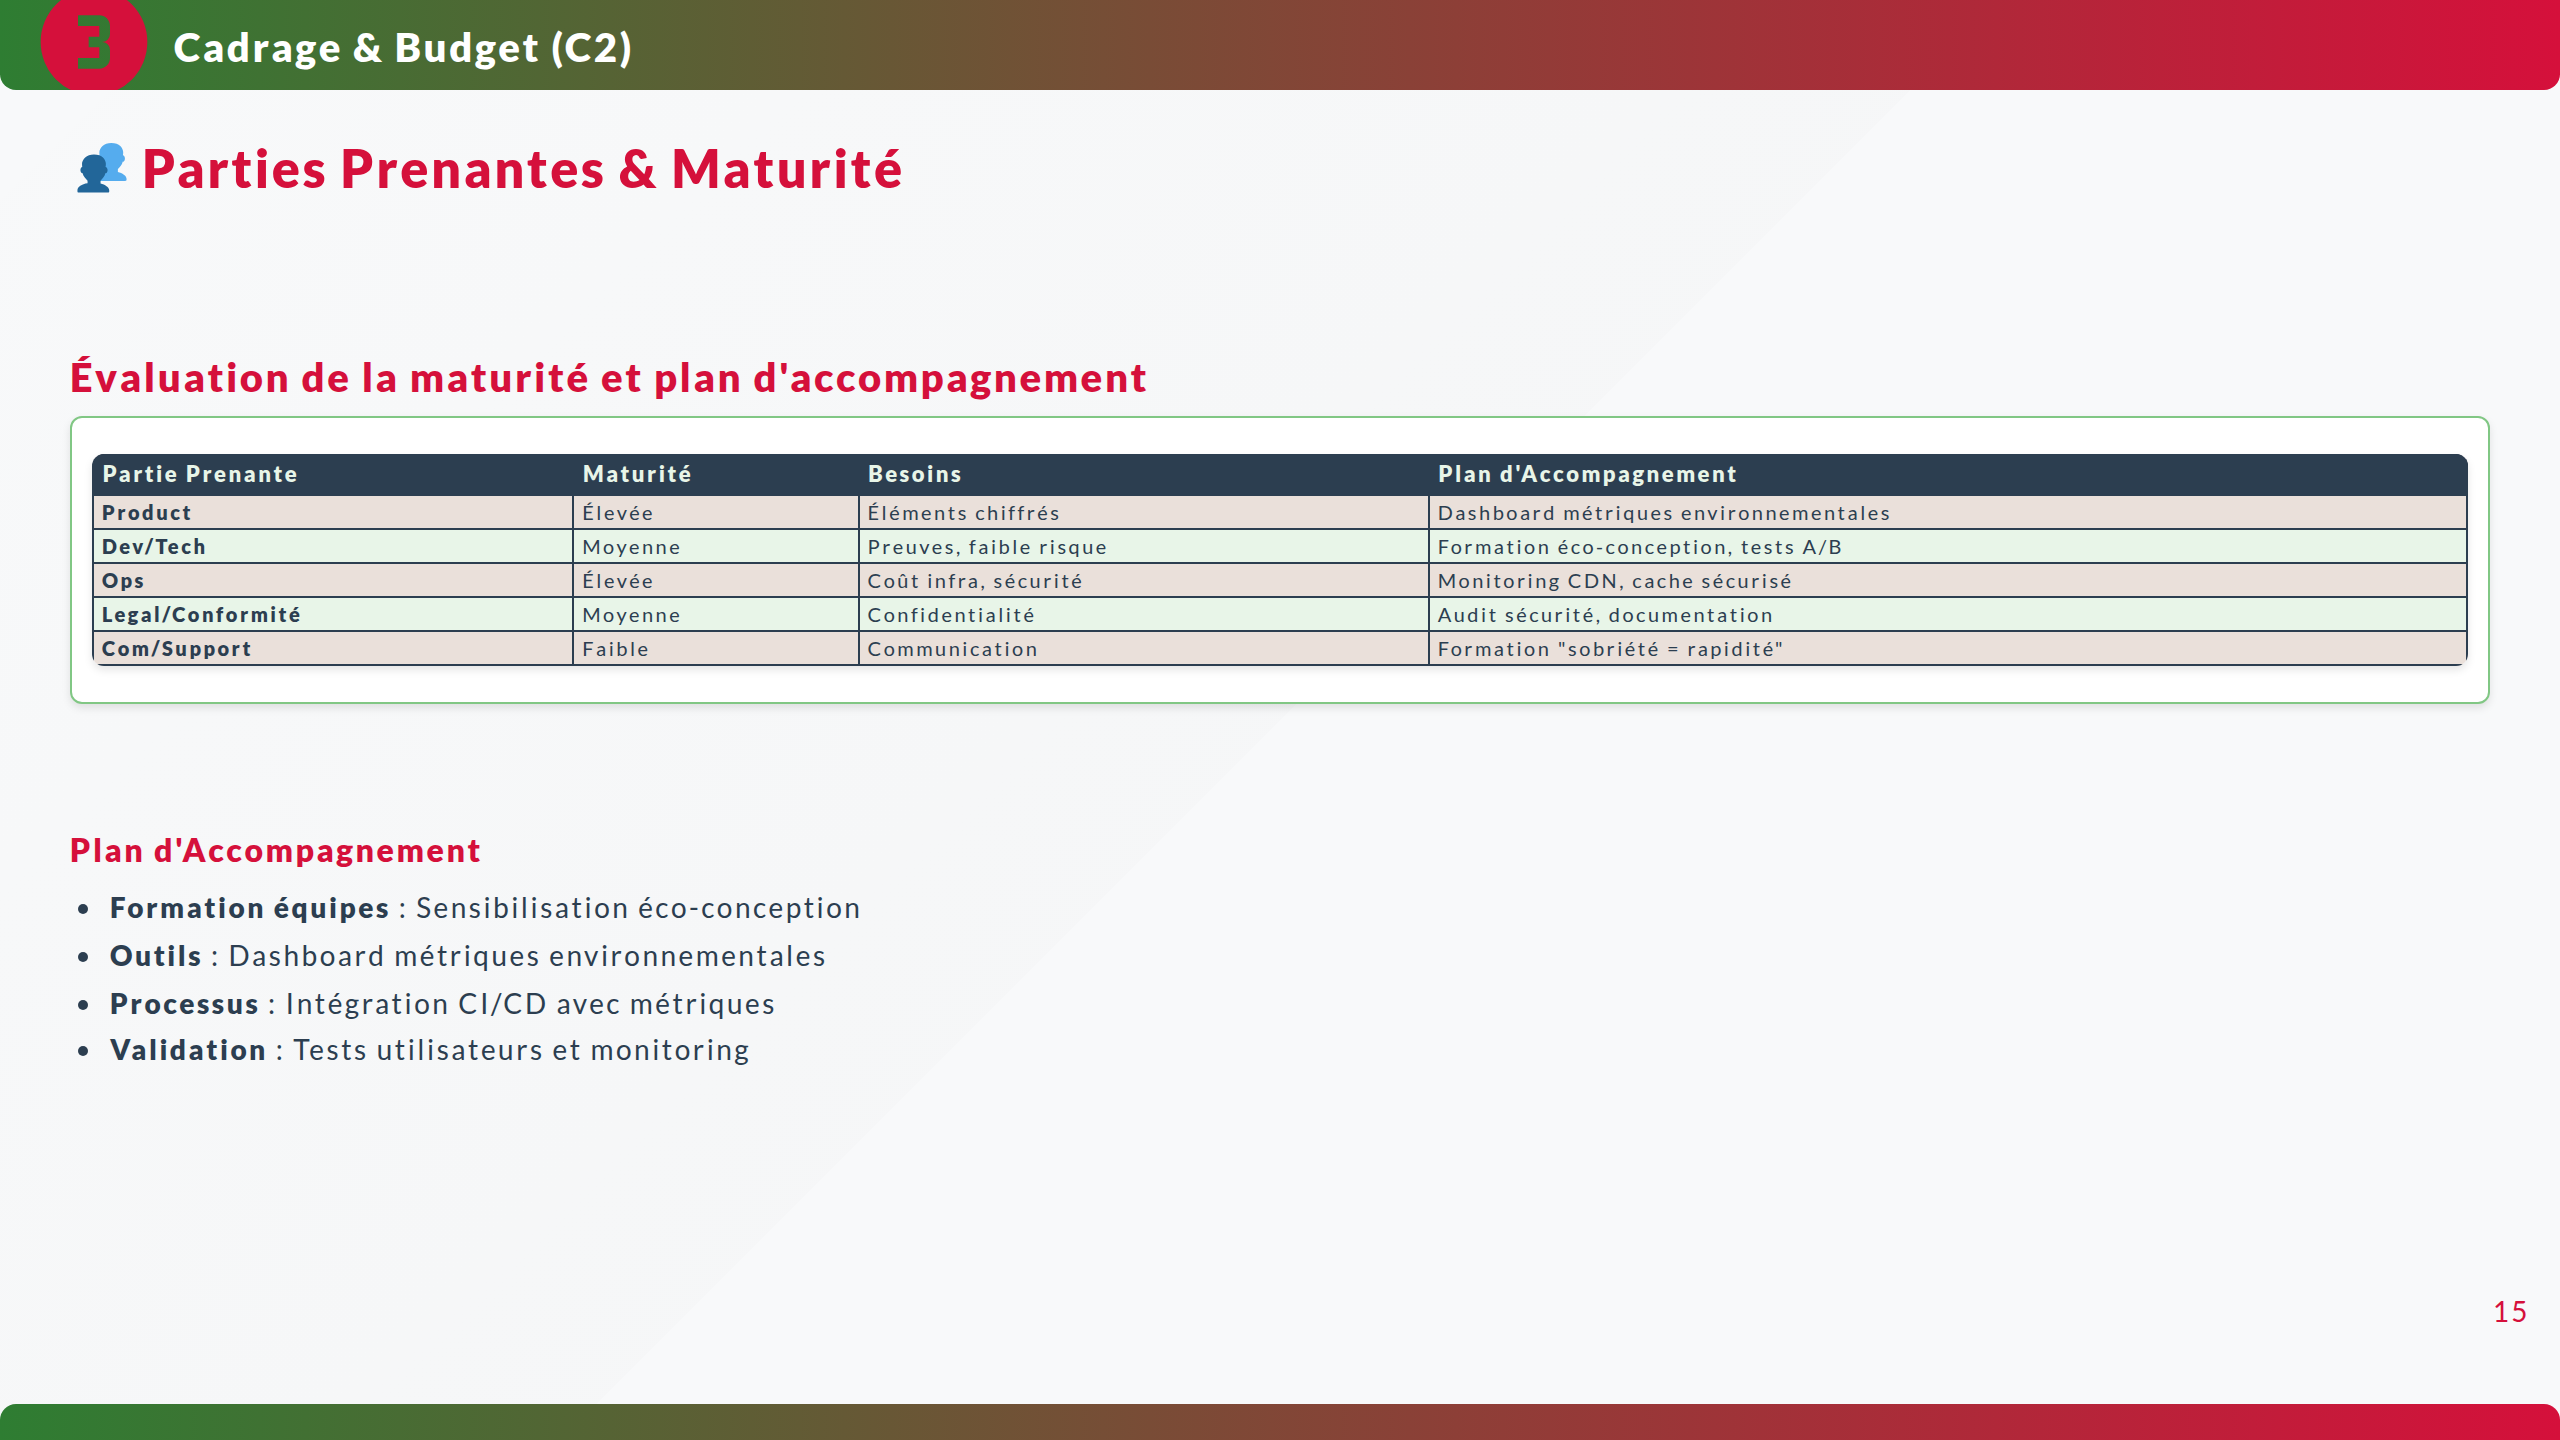 3
Cadrage & Budget (C2)
Parties Prenantes & Maturité
Évaluation de la maturité et plan d'accompagnement
Partie Prenante Maturité Besoins Plan d'Accompagnement
Product Élevée Éléments chiffrés Dashboard métriques environnementales
Dev/Tech Moyenne Preuves, faible risque Formation éco-conception, tests A/B
Ops Élevée Coût infra, sécurité Monitoring CDN, cache sécurisé
Legal/Conformité Moyenne Confidentialité Audit sécurité, documentation
Com/Support Faible Communication Formation "sobriété = rapidité"
Plan d'Accompagnement
• Formation équipes : Sensibilisation éco-conception
• Outils : Dashboard métriques environnementales
• Processus : Intégration CI/CD avec métriques
• Validation : Tests utilisateurs et monitoring
15